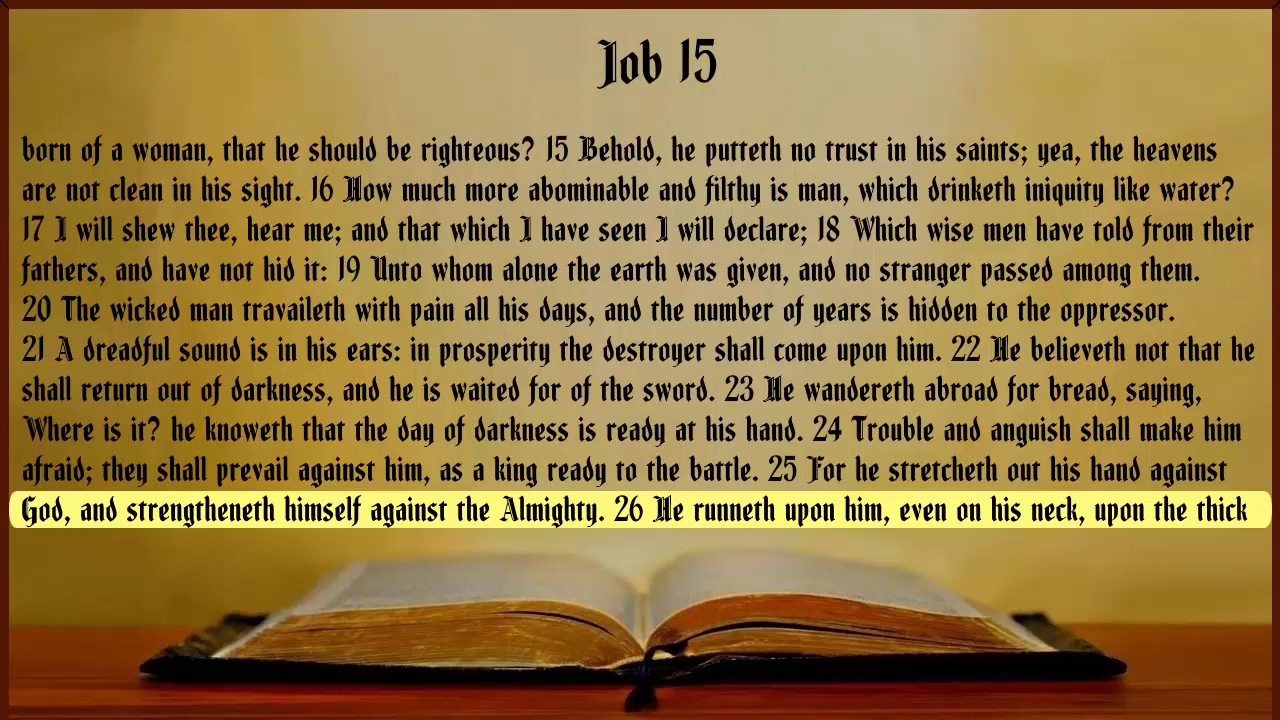 Job 15
born of a woman, that he should be righteous? 15 Behold, he putteth no trust in his saints; yea, the heavens
are not clean in his sight. 16 How much more abominable and filthy is man, which drinketh iniquity like water?
17 I will shew thee, hear me; and that which I have seen I will declare; 18 Which wise men have told from their
fathers, and have not hid it: 19 Unto whom alone the earth was given, and no stranger passed among them.
20 The wicked man travaileth with pain all his days, and the number of years is hidden to the oppressor.
21 A dreadful sound is in his ears: in prosperity the destroyer shall come upon him. 22 He believeth not that he
shall return out of darkness, and he is waited for of the sword. 23 He wandereth abroad for bread, saying,
Where is it? he knoweth that the day of darkness is ready at his hand. 24 Trouble and anguish shall make him
afraid; they shall prevail against him, as a king ready to the battle. 25 For he stretcheth out his hand against
God, and strengtheneth himself against the Almighty. 26 He runneth upon him, even on his neck, upon the thick